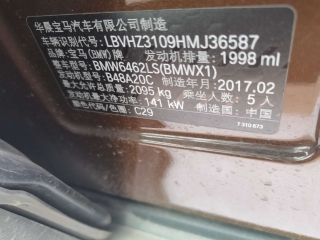 华晨宝马汽车有限公司制造
车辆识别代号:LBVHZ3109HMJ36587
品牌:宝马(BMW)牌 发动机排量:1998 ml
型号:BMW6462LS(BMWX1)
发动机型号:B48A20C 制造年月:2017.02
最大允许总质量:2095 kg 乘坐人数:5 人
发动机最大净功率:141 kW 制造国:中国
颜色代码:C29
7 310 673